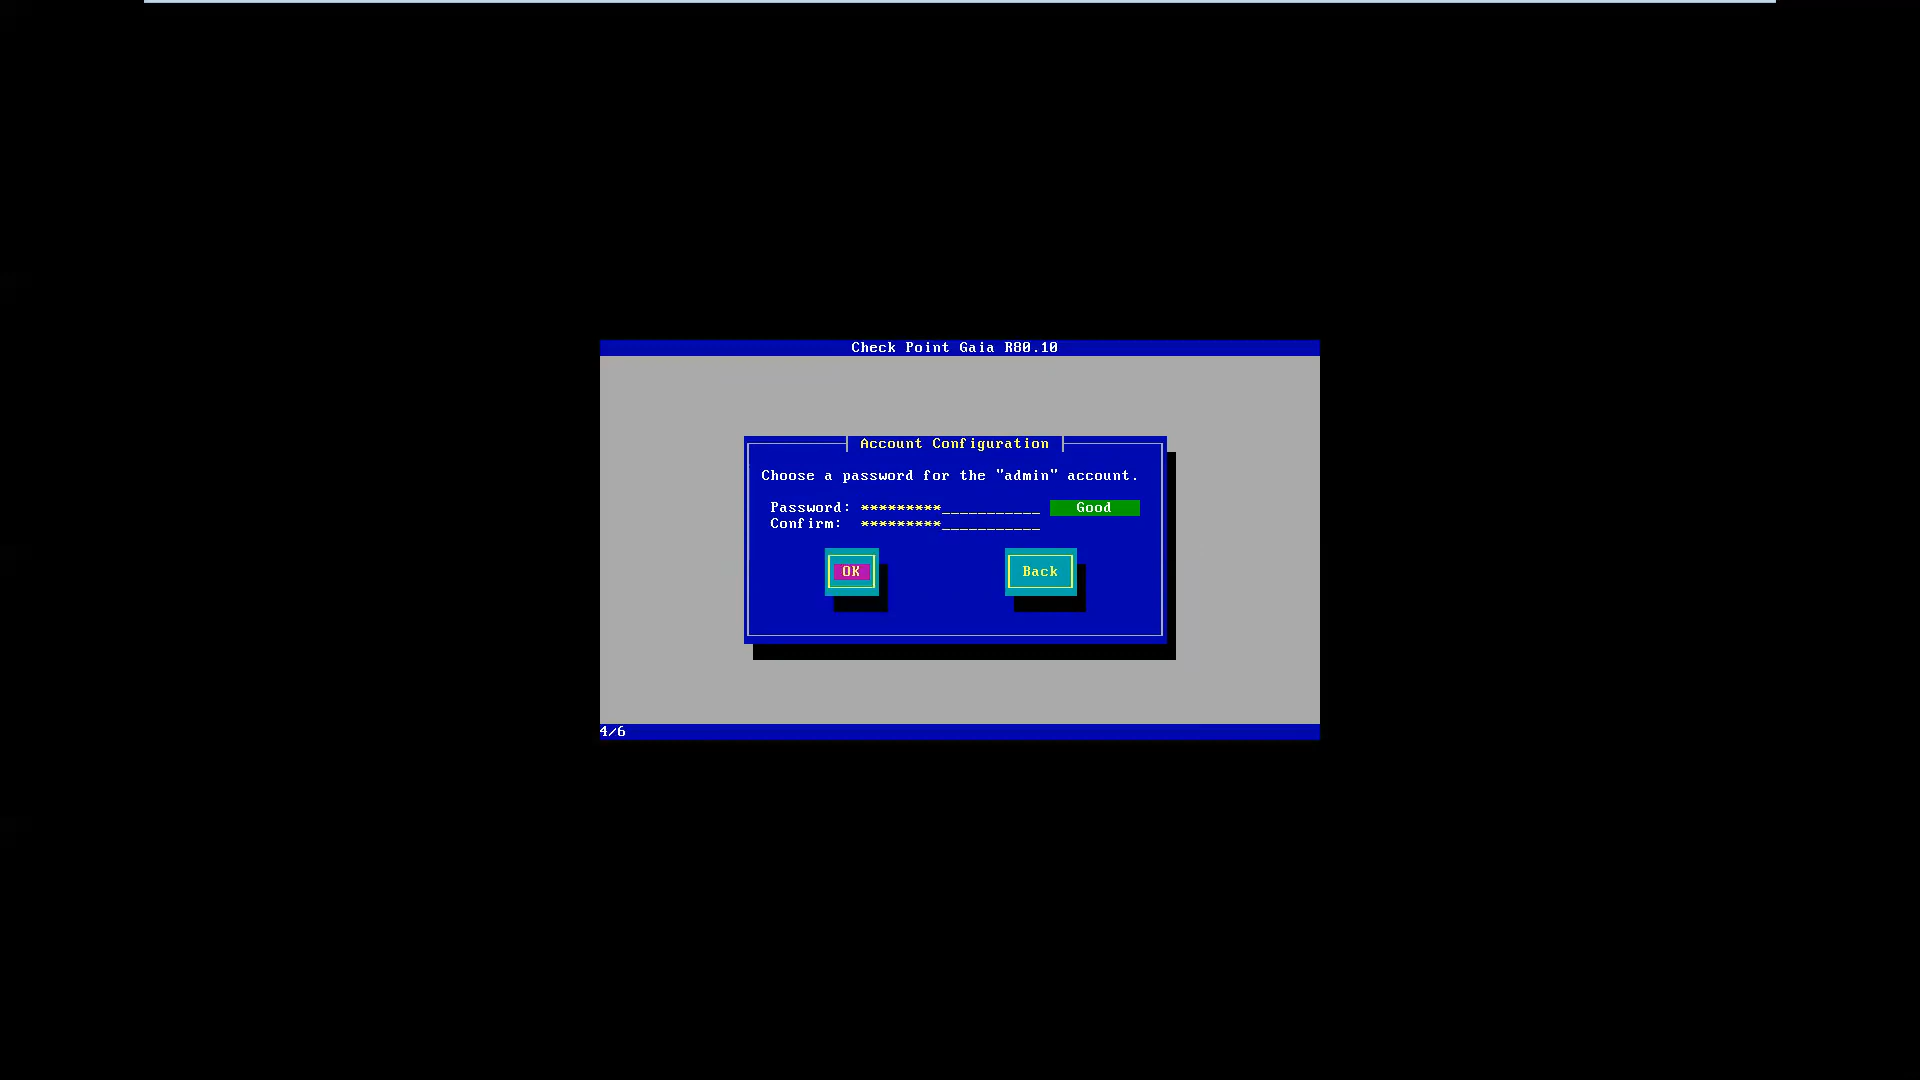 Check Point Gaia R80.10
Account Configuration
Choose a password for the "admin" account.
Password: *********___________ Good
Confirm: *********___________
OK Back
4/6